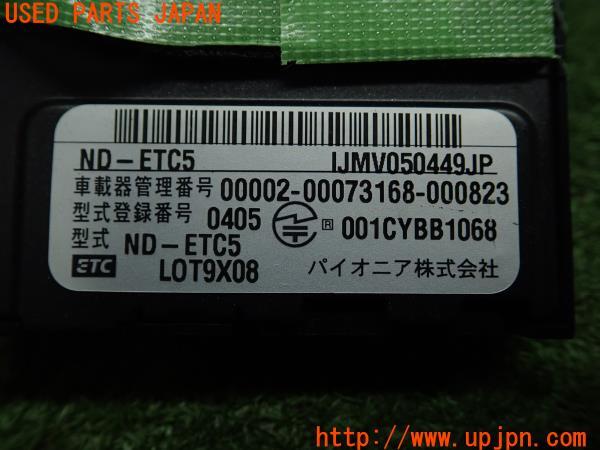 USED PARTS JAPAN
ND-ETC5 IJMV050449JP
車載器管理番号 00002-00073168-000823
型式登録番号 0405 R 001CYBB1068
型式 ND-ETC5
ETC LOT9X08 パイオニア株式会社
http://www.upjpn.com/